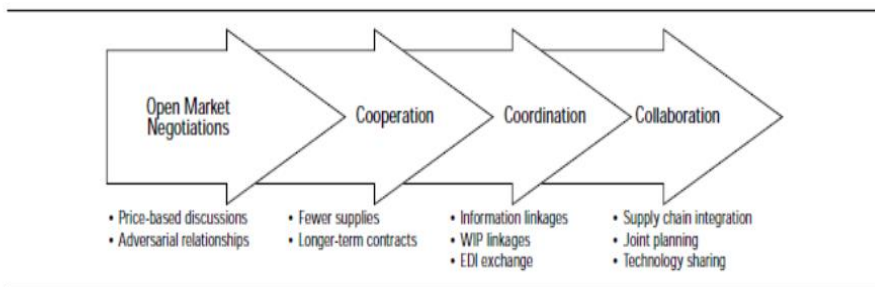 Open Market
Negotiations
Cooperation
Coordination
Collaboration
• Price-based discussions
• Adversarial relationships
• Fewer supplies
• Longer-term contracts
• Information linkages
• WIP linkages
• EDI exchange
• Supply chain integration
• Joint planning
• Technology sharing